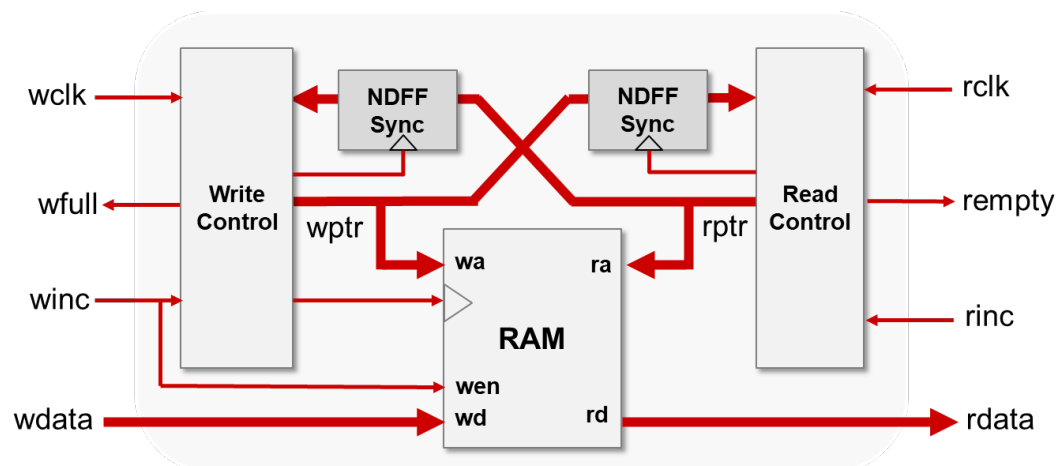 wclk
NDFF
Sync
NDFF
Sync
rclk
wfull
Write
Control
wptr
rptr
Read
Control
rempty
wa
ra
winc
RAM
rinc
wen
wdata
wd
rd
rdata